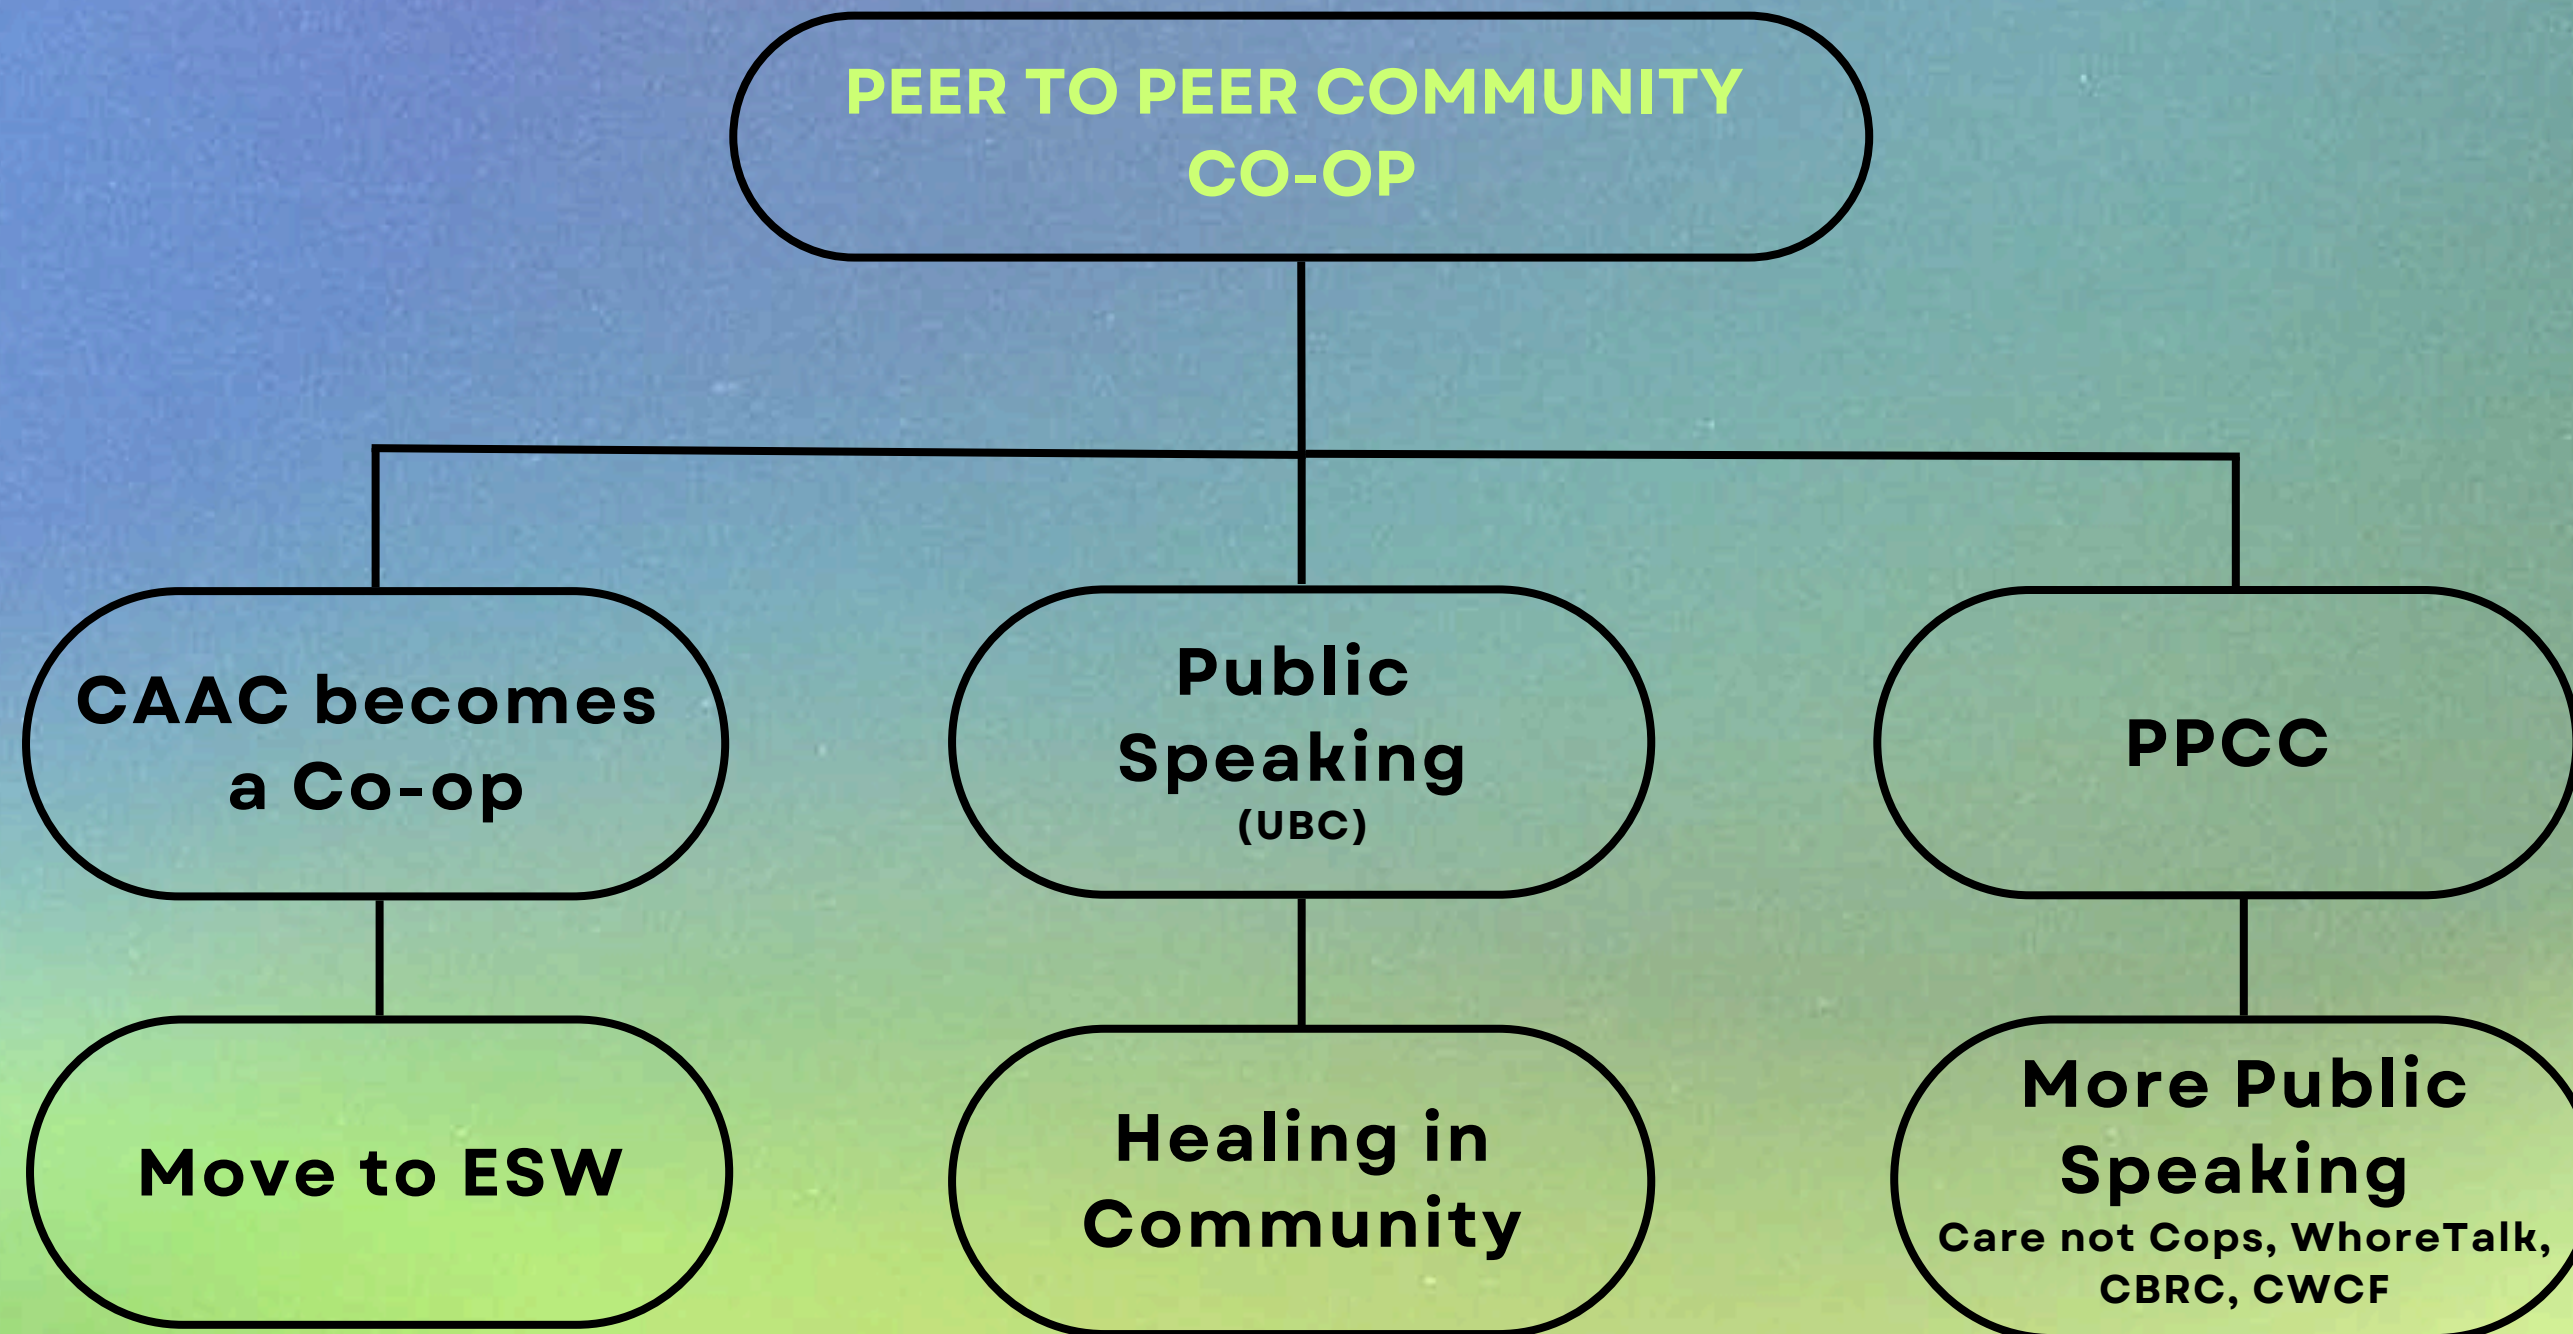 PEER TO PEER COMMUNITY
CO-OP
CAAC becomes
a Co-op
Public
Speaking
(UBC)
PPCC
Move to ESW
Healing in
Community
More Public
Speaking
Care not Cops, WhoreTalk,
CBRC, CWCF